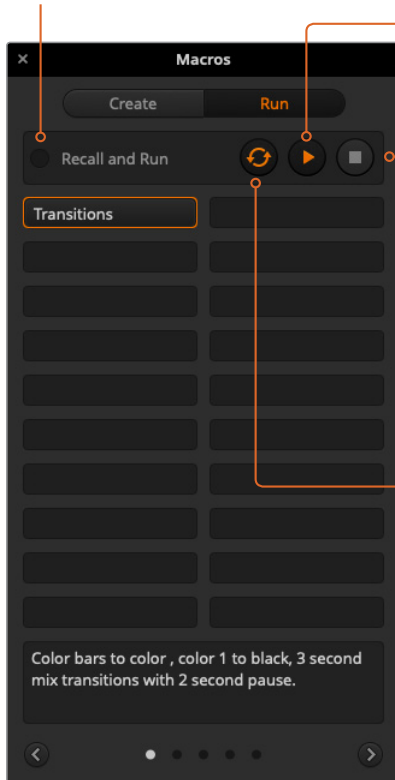 Macros
Create Run
Recall and Run
Transitions
Color bars to color , color 1 to black, 3 second
mix transitions with 2 second pause.